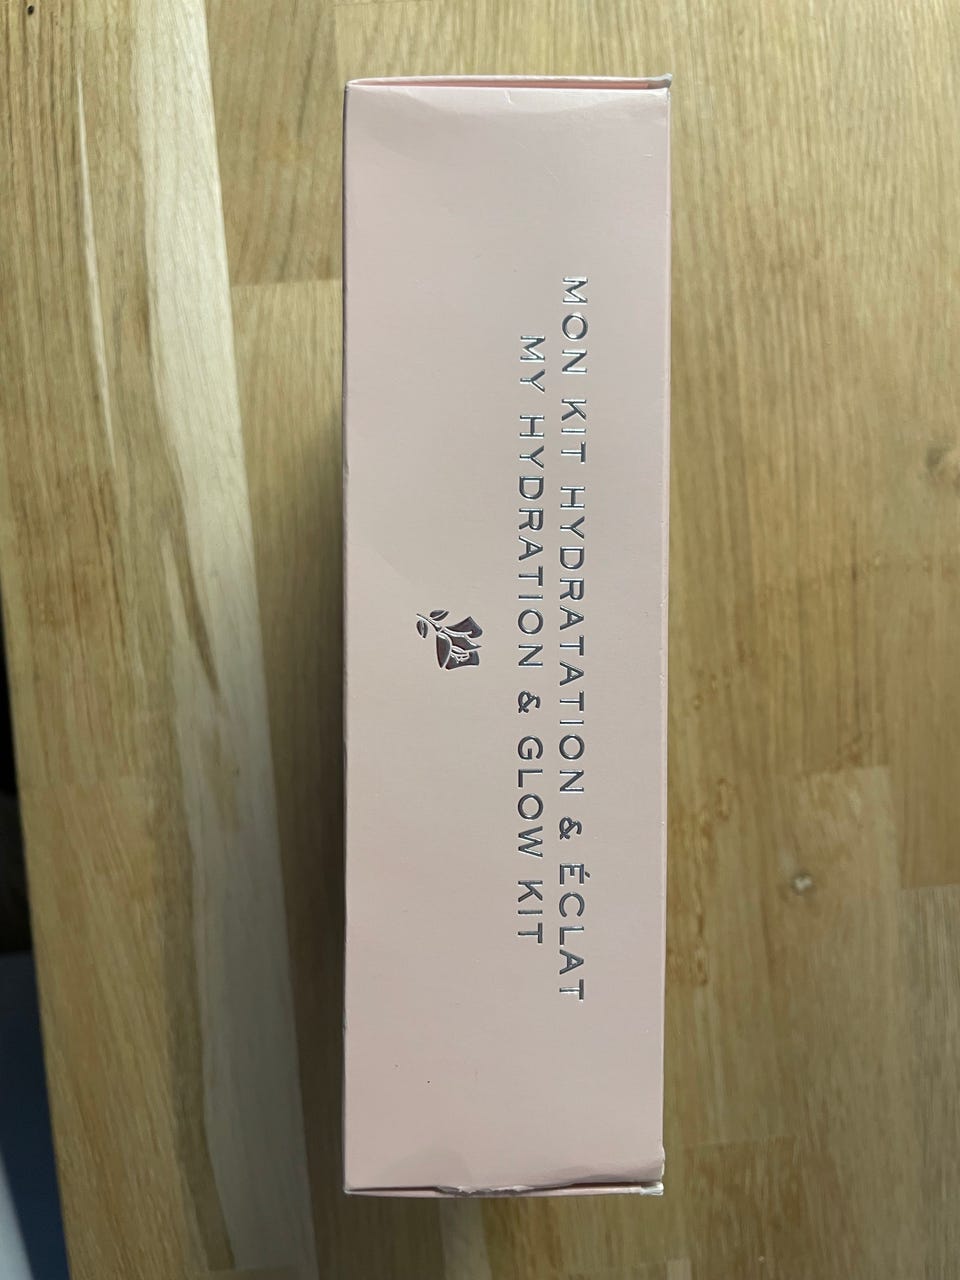 MON KIT HYDRATATION & ÉCLAT
MY HYDRATION & GLOW KIT